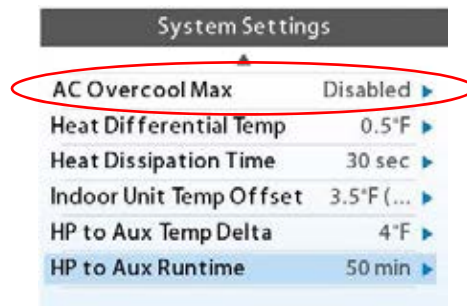 System Settings
AC Overcool Max Disabled
Heat Differential Temp 0.5°F
Heat Dissipation Time 30 sec
Indoor Unit Temp Offset 3.5°F (...
HP to Aux Temp Delta 4°F
HP to Aux Runtime 50 min